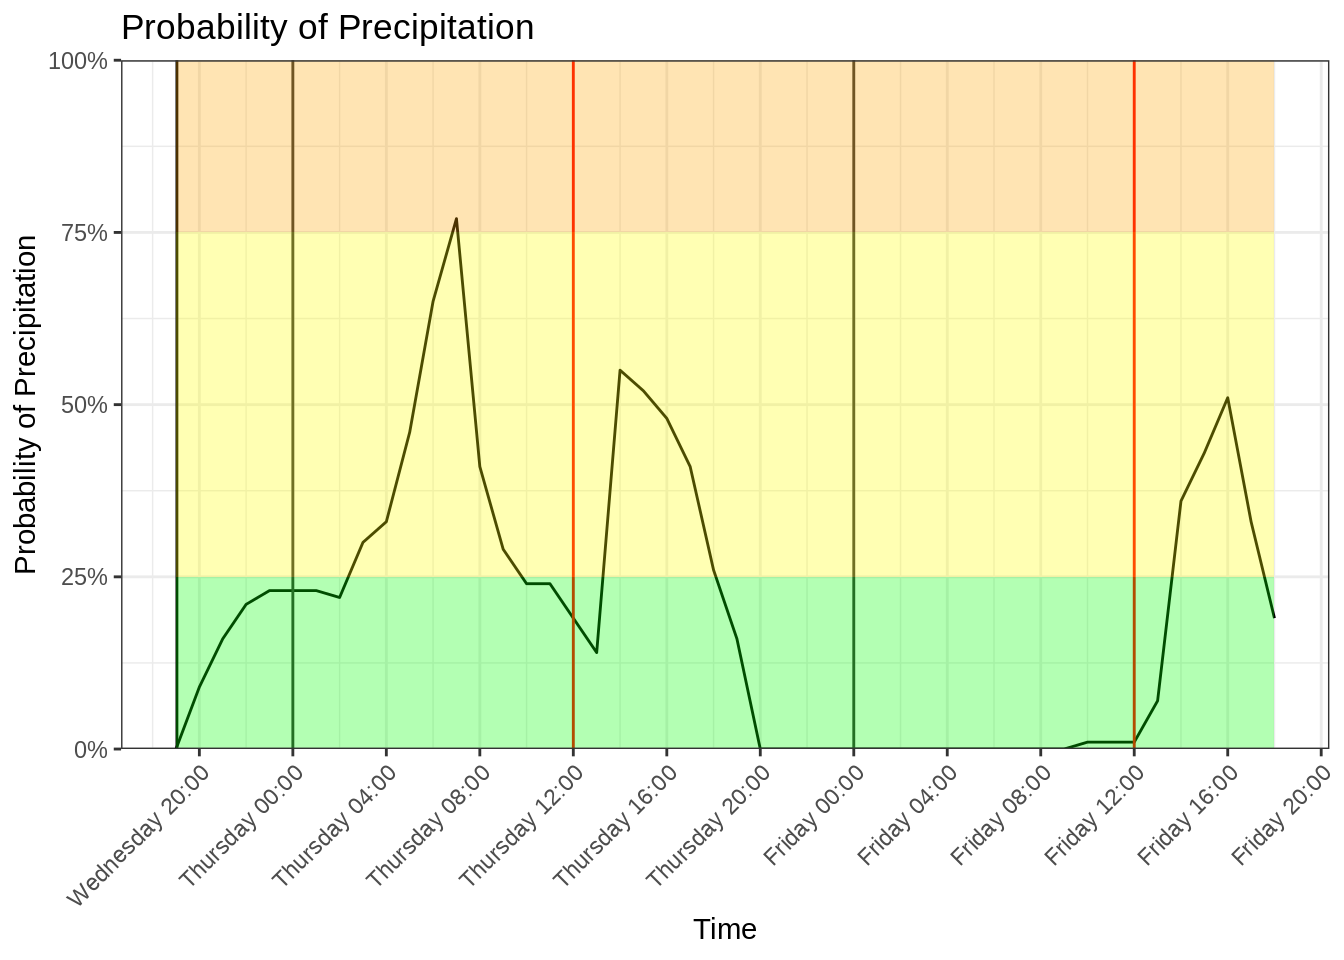 Probability of Precipitation
Probability of Precipitation
100%
75%
50%
25%
0%
Wednesday 20:00
Thursday 00:00
Thursday 04:00
Thursday 08:00
Thursday 12:00
Thursday 16:00
Thursday 20:00
Friday 00:00
Friday 04:00
Friday 08:00
Friday 12:00
Friday 16:00
Friday 20:00
Time